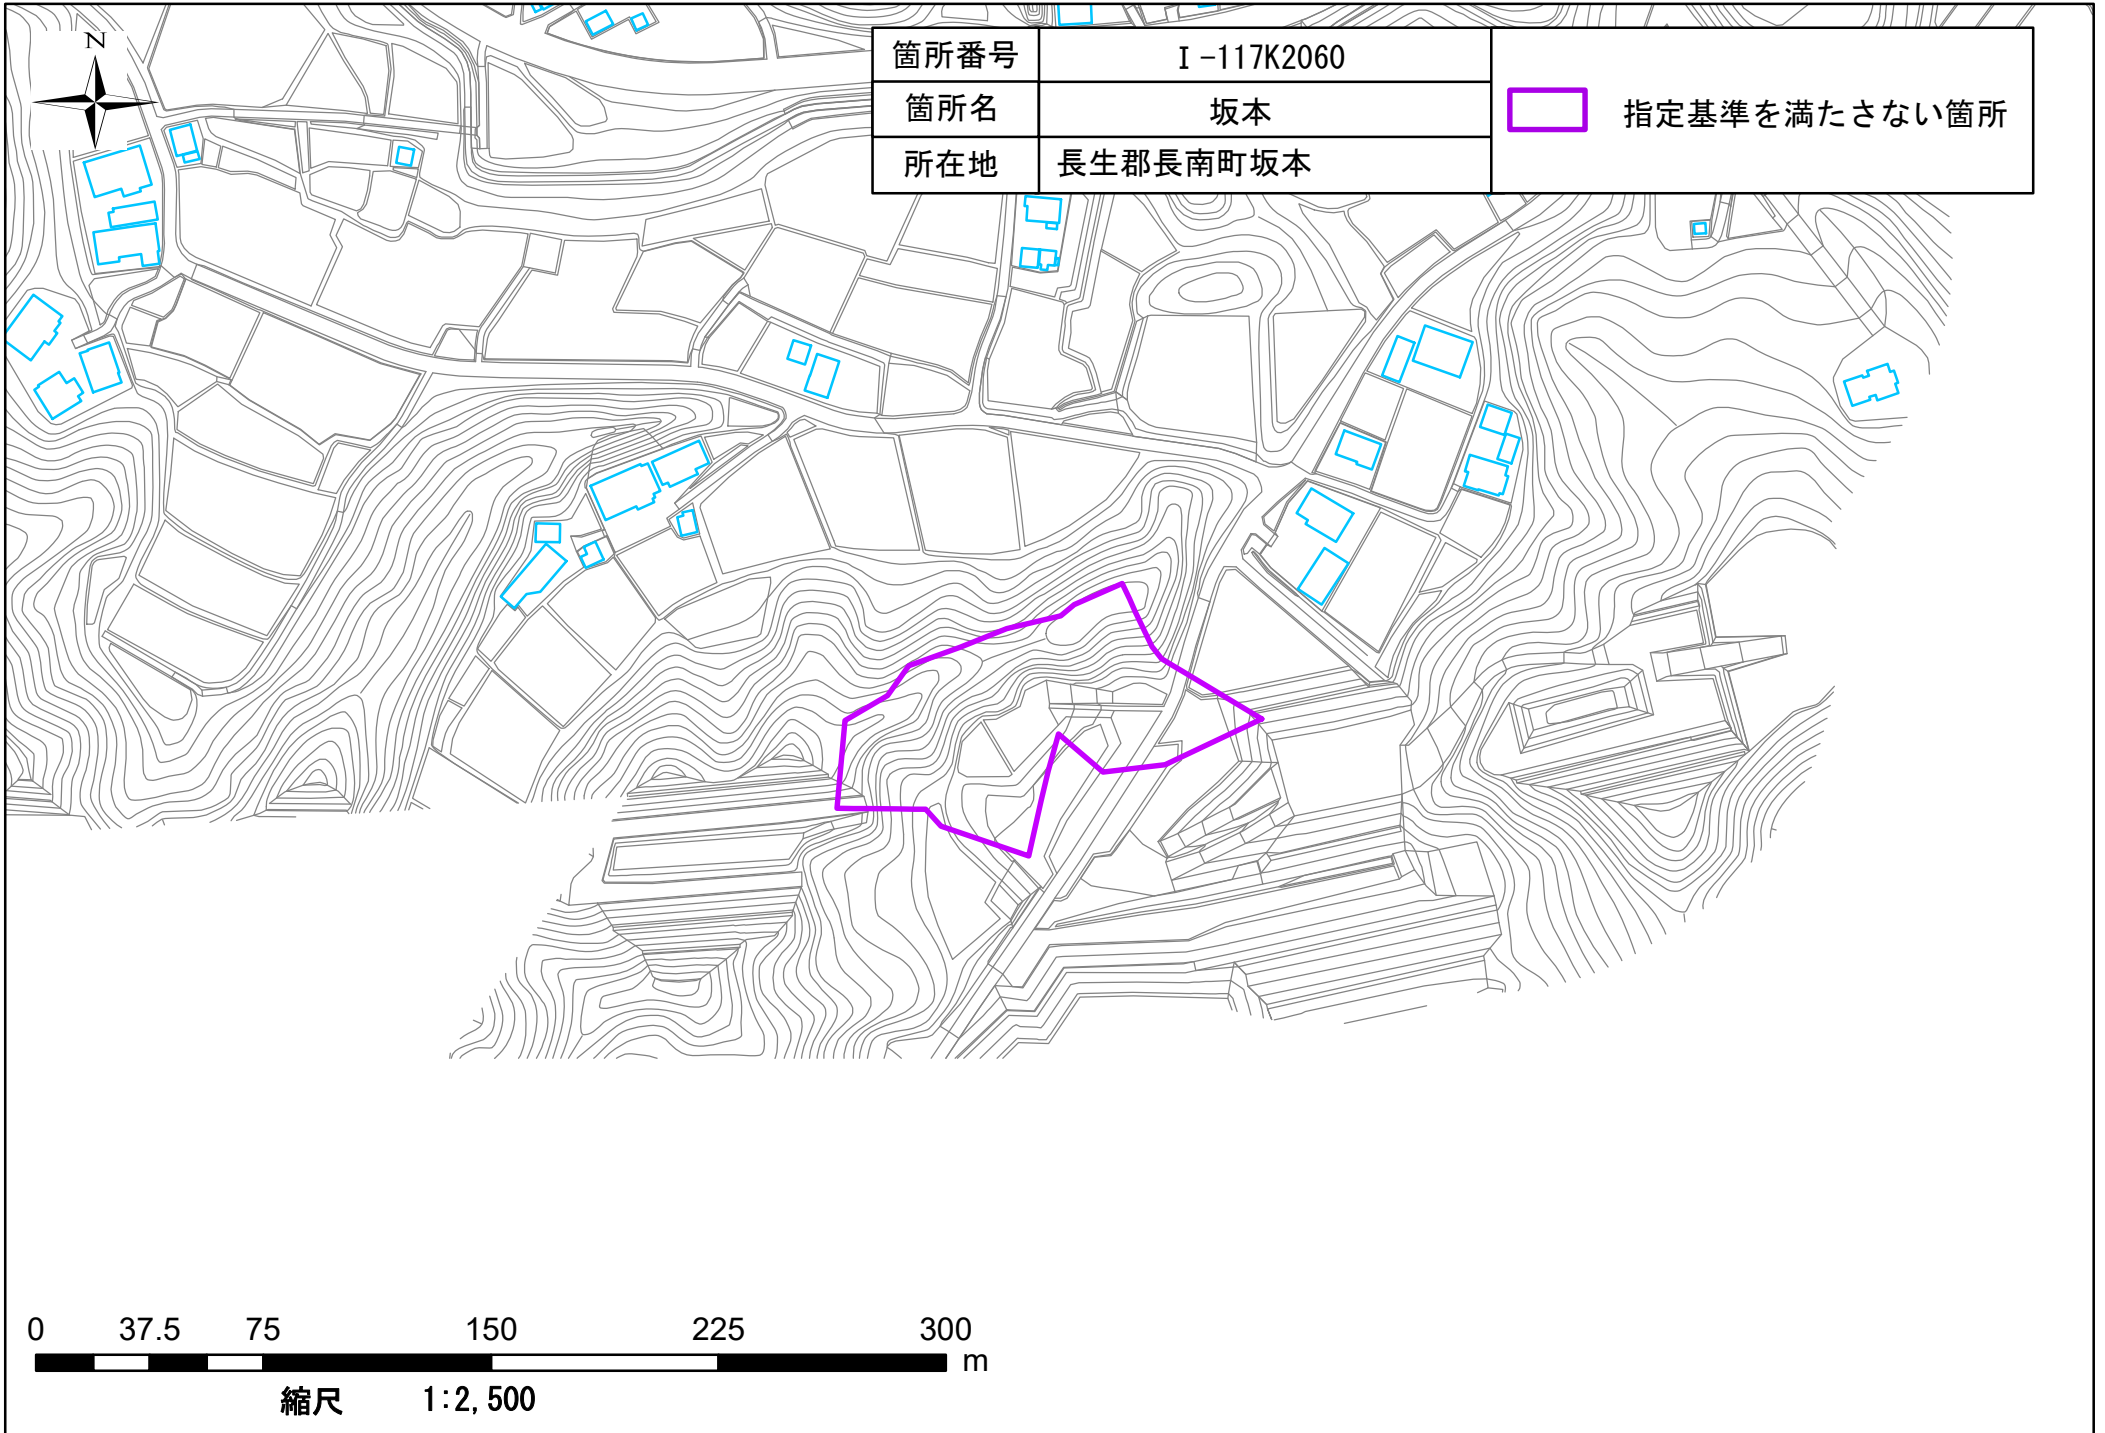 N
箇所番号 Ⅰ-117K2060
箇所名 坂本
所在地 長生郡長南町坂本
指定基準を満たさない箇所
0 37.5 75 150 225 300
m
縮尺 1:2,500